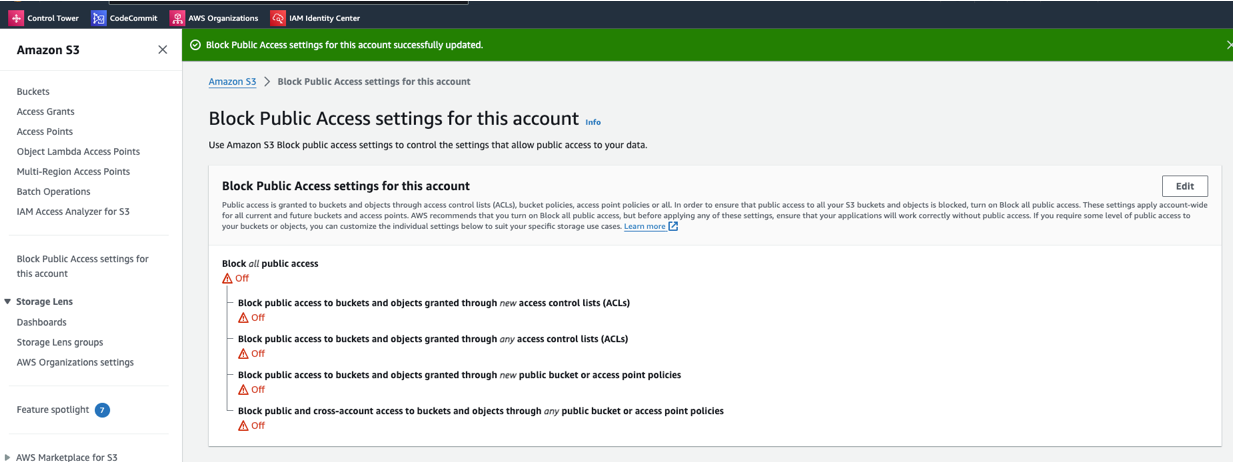 Control Tower CodeCommit AWS Organizations IAM Identity Center
Amazon S3
Block Public Access settings for this account successfully updated.
Buckets
Access Grants
Access Points
Object Lambda Access Points
Multi-Region Access Points
Batch Operations
IAM Access Analyzer for S3
Block Public Access settings for
this account
Storage Lens
Dashboards
Storage Lens groups
AWS Organizations settings
Feature spotlight 7
AWS Marketplace for S3
Amazon S3 > Block Public Access settings for this account
Block Public Access settings for this account Info
Use Amazon S3 Block public access settings to control the settings that allow public access to your data.
Block Public Access settings for this account
Edit
Public access is granted to buckets and objects through access control lists (ACLs), bucket policies, access point policies or all. In order to ensure that public access to all your S3 buckets and objects is blocked, turn on Block all public access. These settings apply account-wide
for all current and future buckets and access points. AWS recommends that you turn on Block all public access, but before applying any of these settings, ensure that your applications will work correctly without public access. If you require some level of public access to
your buckets or objects, you can customize the individual settings below to suit your specific storage use cases. Learn more
Block all public access
Off
Block public access to buckets and objects granted through new access control lists (ACLs)
Off
Block public access to buckets and objects granted through any access control lists (ACLs)
Off
Block public access to buckets and objects granted through new public bucket or access point policies
Off
Block public and cross-account access to buckets and objects through any public bucket or access point policies
Off